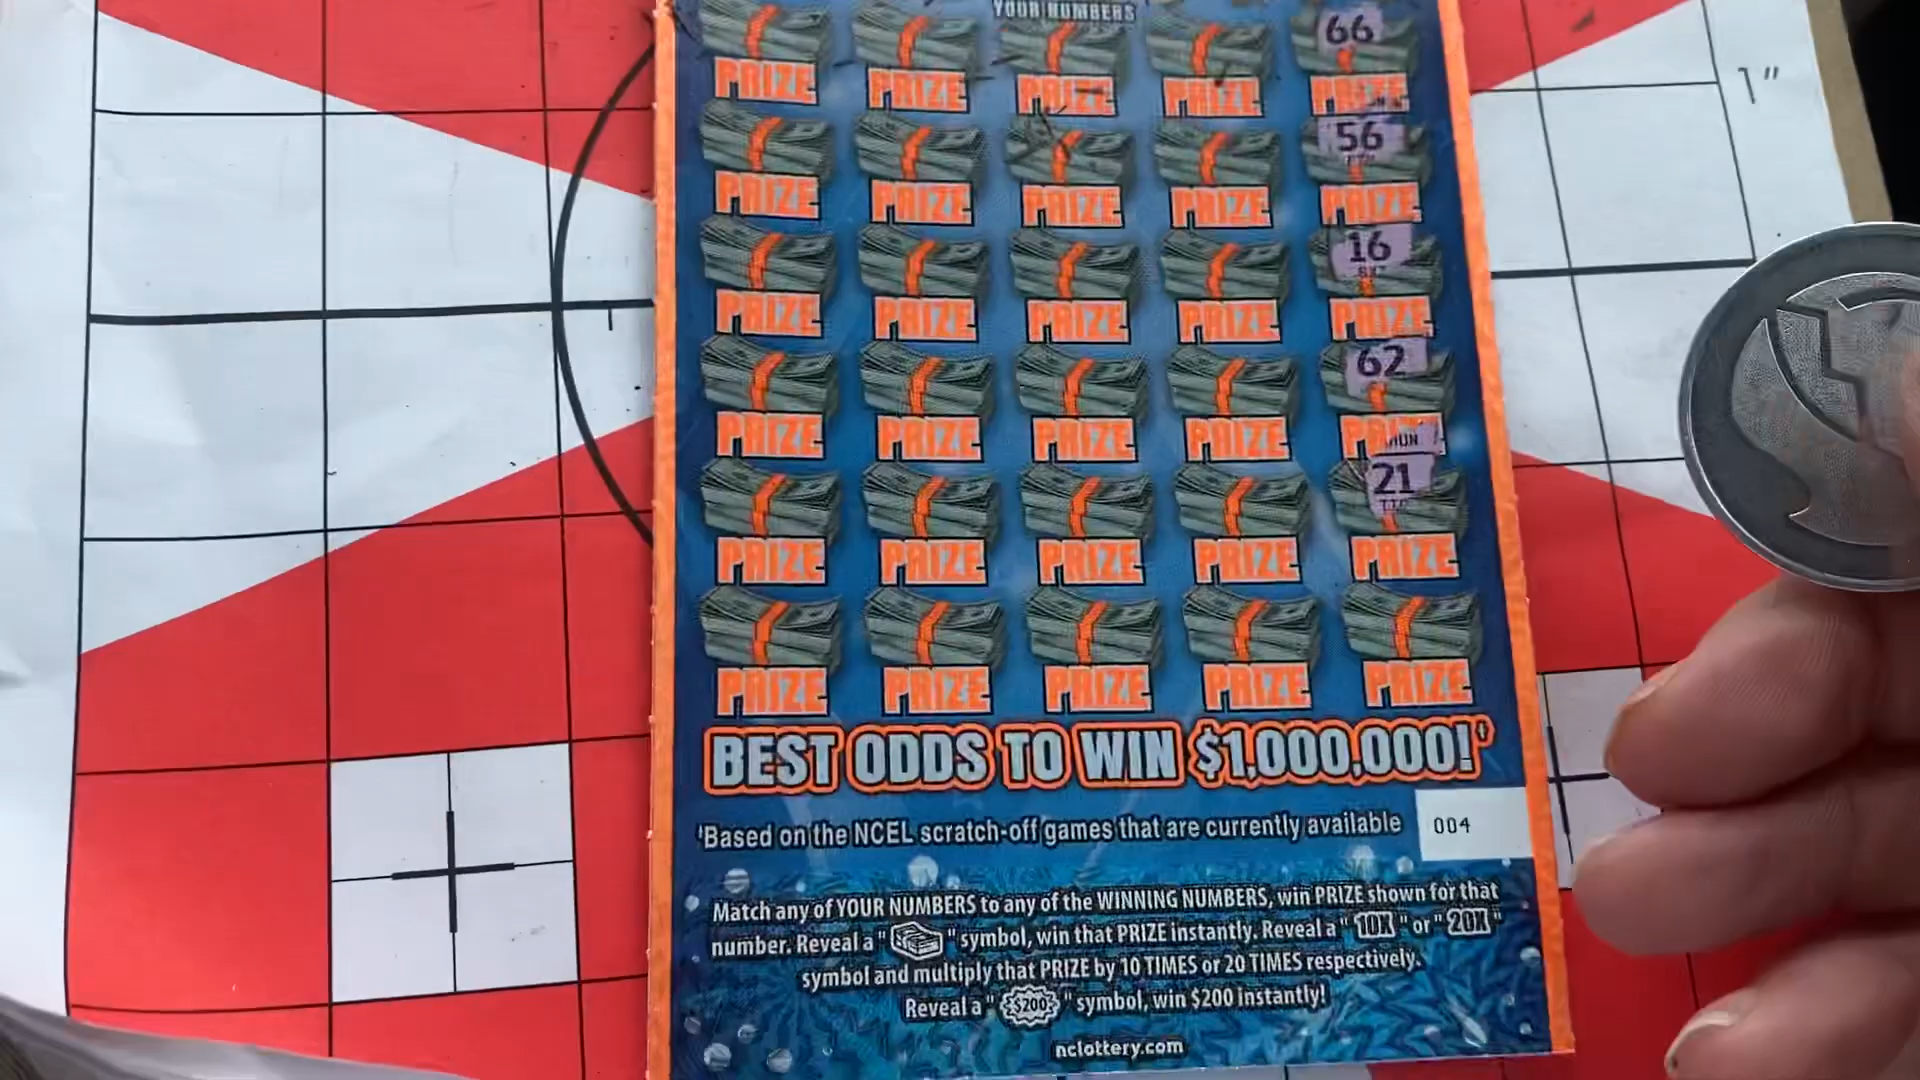 YOUR NUMBERS
66
PRIZE PRIZE PRIZE PRIZE PRIZE
56
PRIZE PRIZE PRIZE PRIZE PRIZE
16
PRIZE PRIZE PRIZE PRIZE PRIZE
62
PRIZE PRIZE PRIZE PRIZE
21
PRIZE PRIZE PRIZE PRIZE PRIZE
PRIZE PRIZE PRIZE PRIZE PRIZE
BEST ODDS TO WIN $1,000,000!†
†Based on the NCEL scratch-off games that are currently available 004
Match any of YOUR NUMBERS to any of the WINNING NUMBERS, win PRIZE shown for that
number. Reveal a " " symbol, win that PRIZE instantly. Reveal a "10X" or "20X"
symbol and multiply that PRIZE by 10 TIMES or 20 TIMES respectively.
Reveal a "$200" symbol, win $200 instantly!
nclottery.com
1"